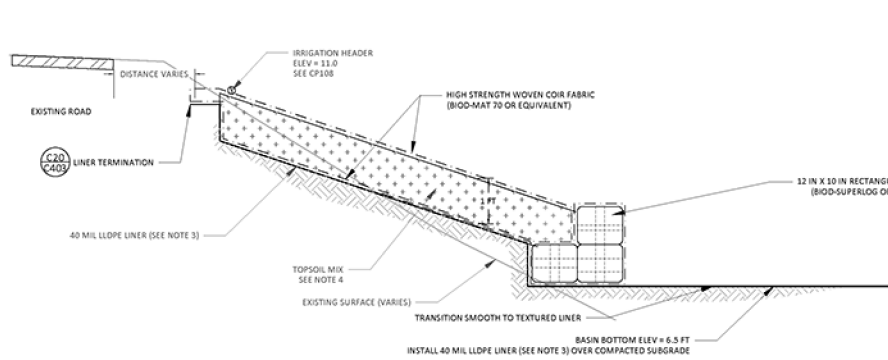 IRRIGATION HEADER
ELEV = 11.0
SEE CP108
DISTANCE VARIES
HIGH STRENGTH WOVEN COIR FABRIC
(BIOD-MAT 70 OR EQUIVALENT)
EXISTING ROAD
C20
C403
LINER TERMINATION
12 IN X 10 IN RECTANG
(BIOD-SUPERLOG O
1 FT
40 MIL LLDPE LINER (SEE NOTE 3)
TOPSOIL MIX
SEE NOTE 4
EXISTING SURFACE (VARIES)
TRANSITION SMOOTH TO TEXTURED LINER
BASIN BOTTOM ELEV = 6.5 FT
INSTALL 40 MIL LLDPE LINER (SEE NOTE 3) OVER COMPACTED SUBGRADE